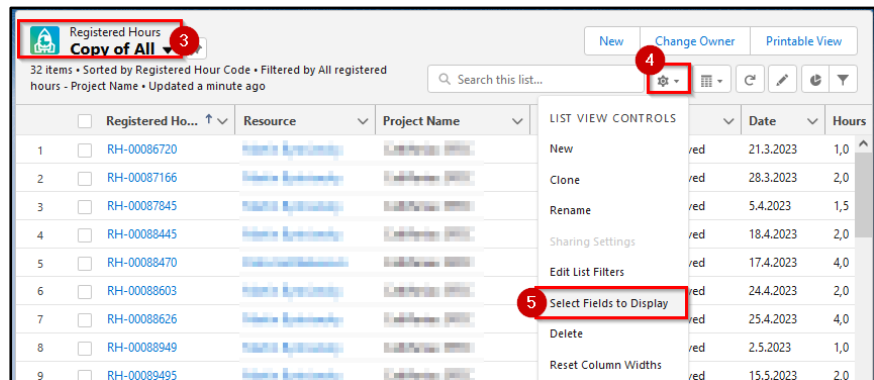 Registered Hours
Copy of All
3
New
Change Owner
Printable View
32 items • Sorted by Registered Hour Code • Filtered by All registered
hours - Project Name • Updated a minute ago
Search this list...
4
Registered Ho... Resource Project Name Date Hours
LIST VIEW CONTROLS
New
Clone
Rename
Sharing Settings
Edit List Filters
5 Select Fields to Display
Delete
Reset Column Widths
1 RH-00086720 ved 21.3.2023 1,0
2 RH-00087166 ved 28.3.2023 2,0
3 RH-00087845 ved 5.4.2023 1,5
4 RH-00088445 ved 18.4.2023 2,0
5 RH-00088470 ved 17.4.2023 4,0
6 RH-00088603 ved 24.4.2023 2,0
7 RH-00088626 ved 25.4.2023 4,0
8 RH-00088949 ved 2.5.2023 1,0
9 RH-00089495 ved 15.5.2023 2,0